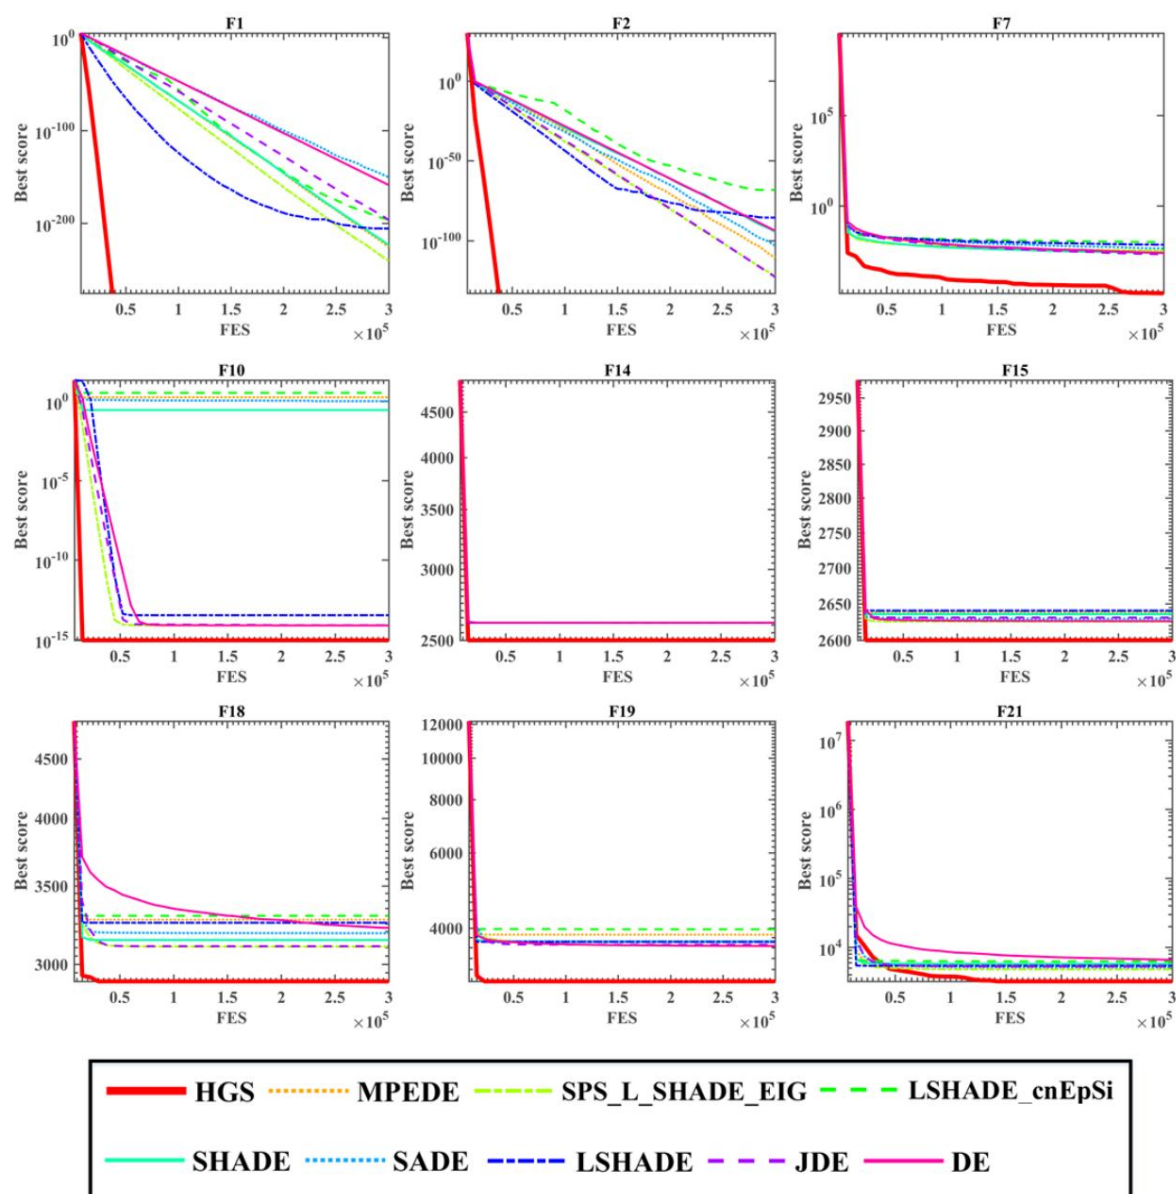 F1
10^0
10^-100
10^-200
Best score
0.5 1 1.5 2 2.5 3
FES
×10^5
F2
10^0
10^-50
10^-100
Best score
0.5 1 1.5 2 2.5 3
FES
×10^5
F7
10^5
10^0
Best score
0.5 1 1.5 2 2.5 3
FES
×10^5
F10
10^0
10^-5
10^-10
10^-15
Best score
0.5 1 1.5 2 2.5 3
FES
×10^5
F14
4500
4000
3500
3000
2500
Best score
0.5 1 1.5 2 2.5 3
FES
×10^5
F15
2950
2900
2850
2800
2750
2700
2650
2600
Best score
0.5 1 1.5 2 2.5 3
FES
×10^5
F18
4500
4000
3500
3000
Best score
0.5 1 1.5 2 2.5 3
FES
×10^5
F19
12000
10000
8000
6000
4000
Best score
0.5 1 1.5 2 2.5 3
FES
×10^5
F21
10^7
10^6
10^5
10^4
Best score
0.5 1 1.5 2 2.5 3
FES
×10^5
HGS MPEDE SPS_L_SHADE_EIG LSHADE_cnEpSi
SHADE SADE LSHADE JDE DE